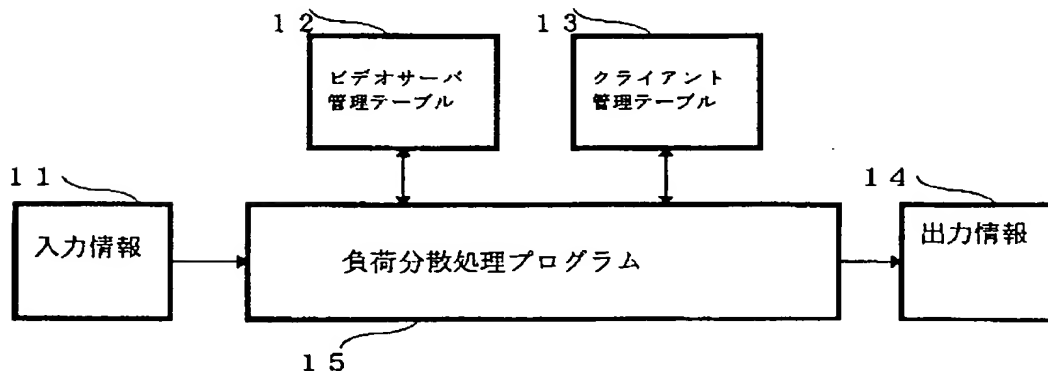 １２
１３
ビデオサーバ
管理テーブル
クライアント
管理テーブル
１１
１４
入力情報
負荷分散処理プログラム
出力情報
１５